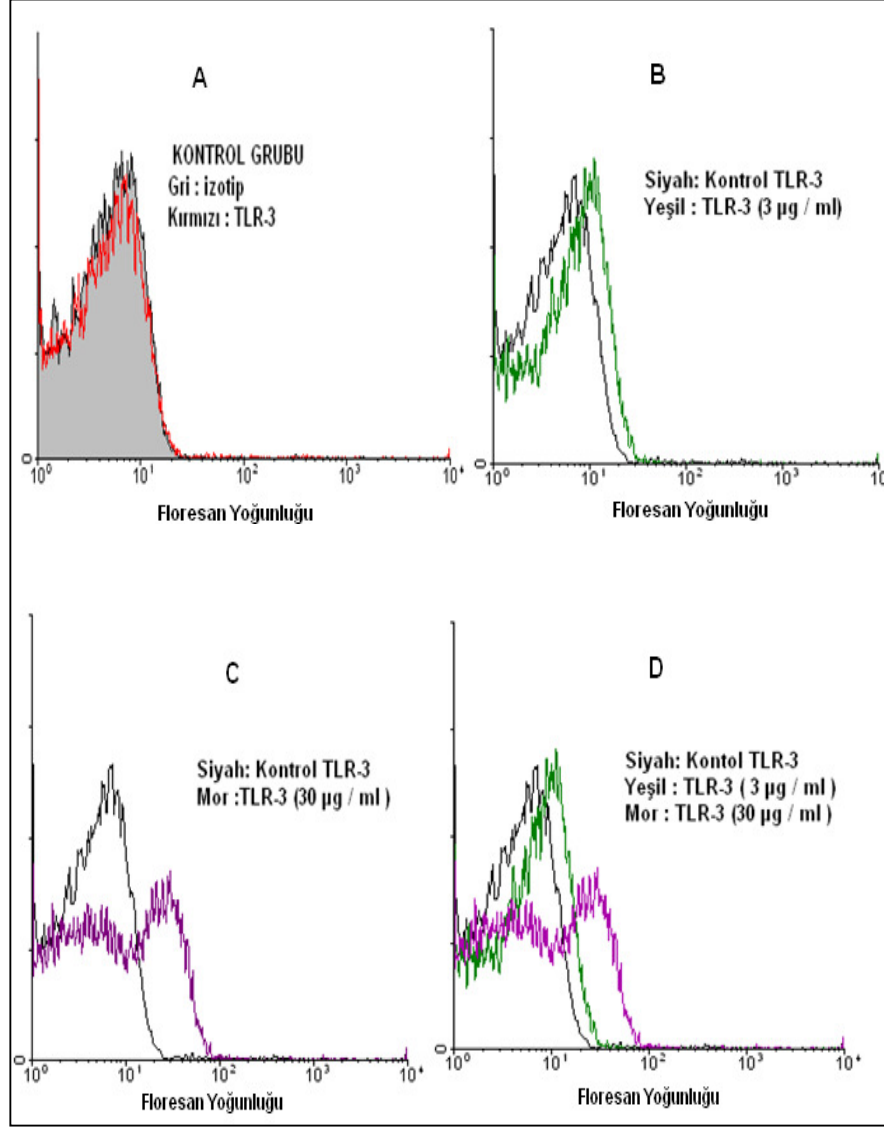 A
KONTROL GRUBU
Gri : izotip
Kırmızı : TLR-3
0
10⁰ 10¹ 10² 10³ 10⁴
Floresan Yoğunluğu
B
Siyah: Kontrol TLR-3
Yeşil : TLR-3 (3 µg / ml)
0
10⁰ 10¹ 10² 10³ 10⁴
Floresan Yoğunluğu
C
Siyah: Kontrol TLR-3
Mor :TLR-3 (30 µg / ml )
0
10⁰ 10¹ 10² 10³ 10⁴
Floresan Yoğunluğu
D
Siyah: Kontol TLR-3
Yeşil : TLR-3 ( 3 µg / ml )
Mor : TLR-3 (30 µg / ml )
0
10⁰ 10¹ 10² 10³ 10⁴
Floresan Yoğunluğu